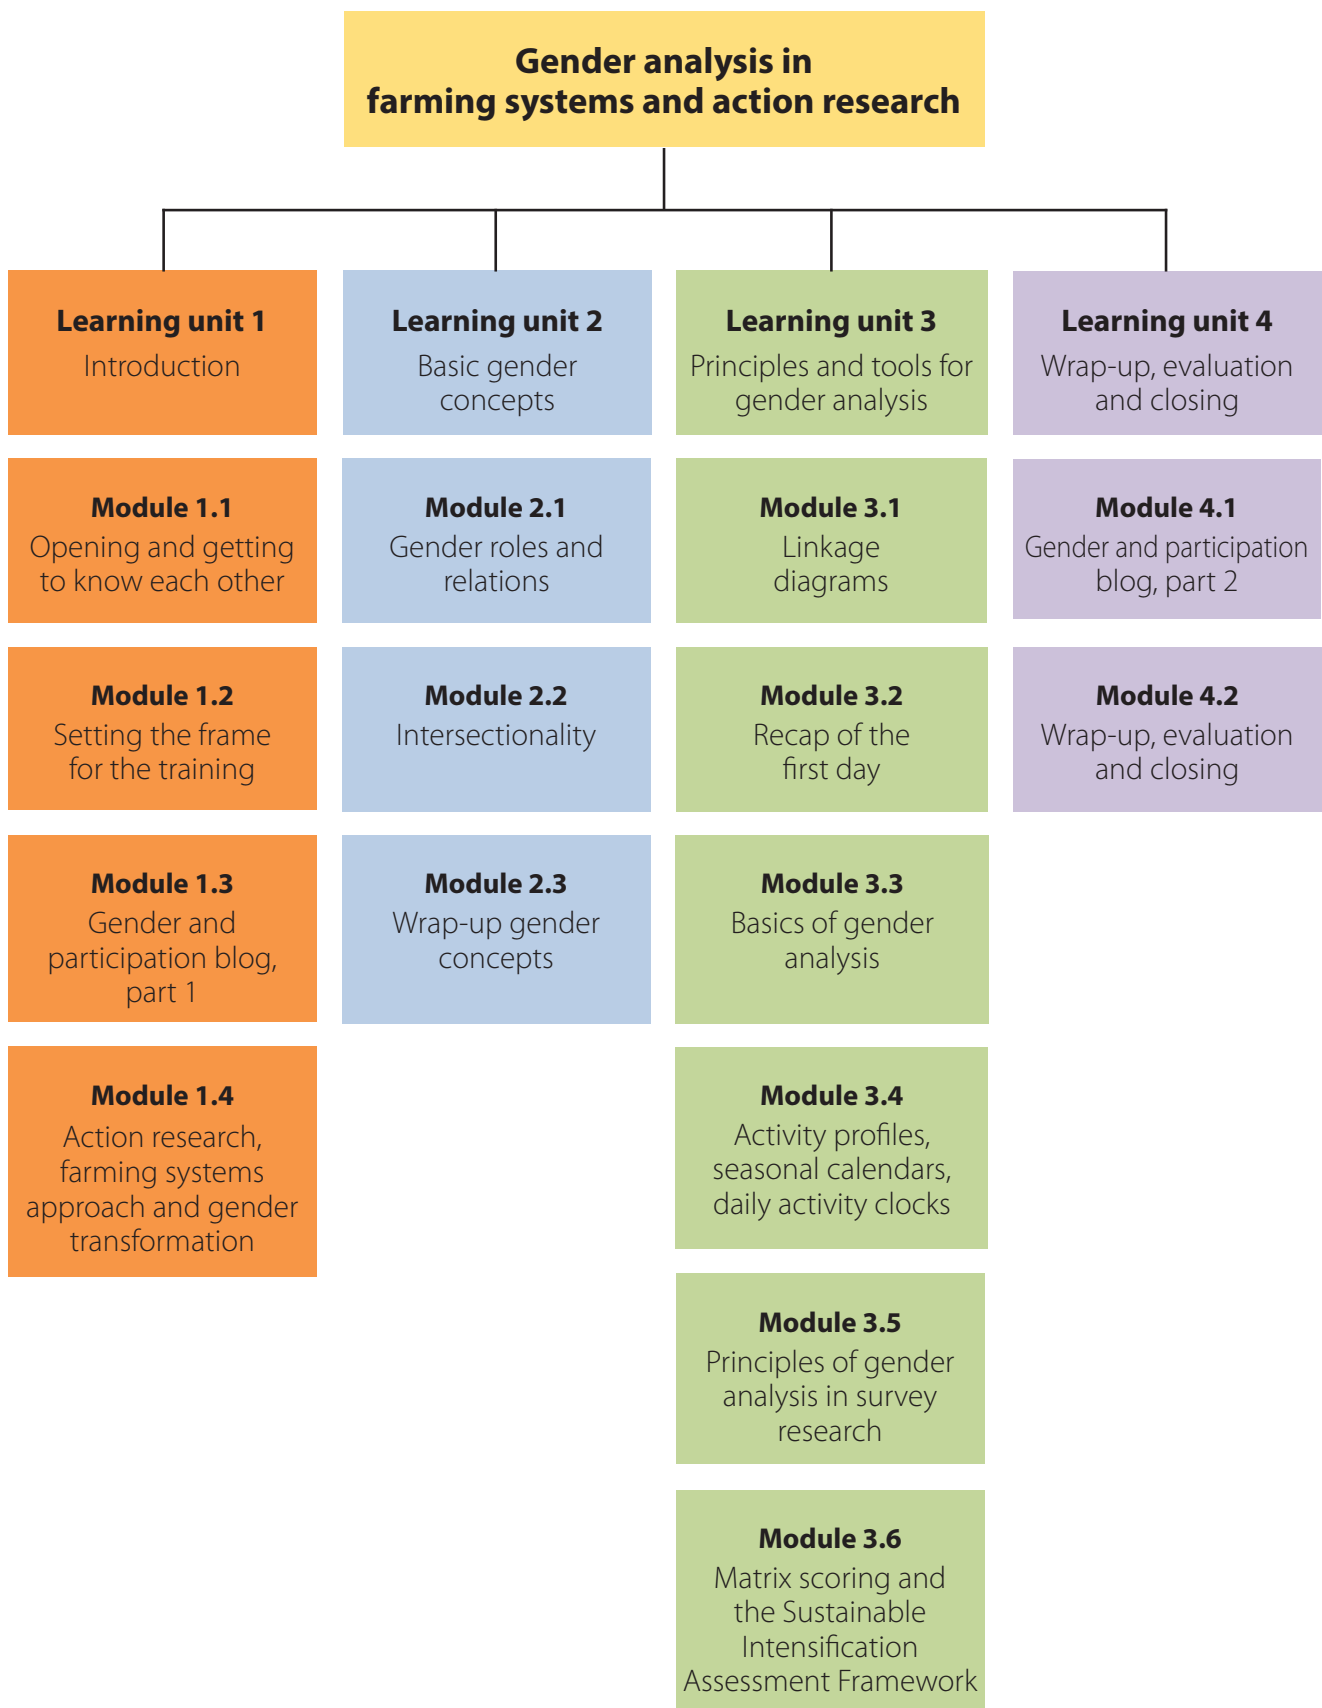 Gender analysis in
farming systems and action research
Learning unit 1
Introduction
Module 1.1
Opening and getting
to know each other
Module 1.2
Setting the frame
for the training
Module 1.3
Gender and
participation blog,
part 1
Module 1.4
Action research,
farming systems
approach and gender
transformation
Learning unit 2
Basic gender
concepts
Module 2.1
Gender roles and
relations
Module 2.2
Intersectionality
Module 2.3
Wrap-up gender
concepts
Learning unit 3
Principles and tools for
gender analysis
Module 3.1
Linkage
diagrams
Module 3.2
Recap of the
first day
Module 3.3
Basics of gender
analysis
Module 3.4
Activity profiles,
seasonal calendars,
daily activity clocks
Module 3.5
Principles of gender
analysis in survey
research
Module 3.6
Matrix scoring and
the Sustainable
Intensification
Assessment Framework
Learning unit 4
Wrap-up, evaluation
and closing
Module 4.1
Gender and participation
blog, part 2
Module 4.2
Wrap-up, evaluation
and closing